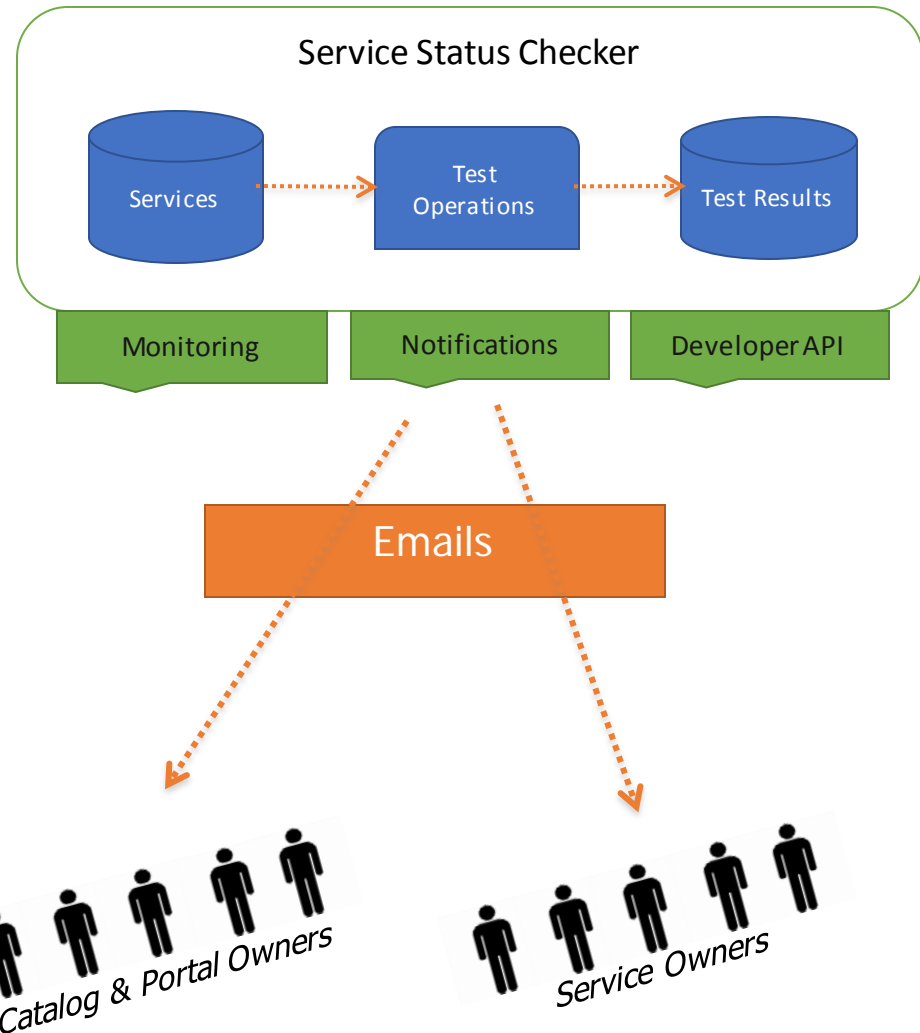 Service Status Checker
Services
Test
Operations
Test Results
Monitoring
Notifications
Developer API
Emails
Catalog & Portal Owners
Service Owners